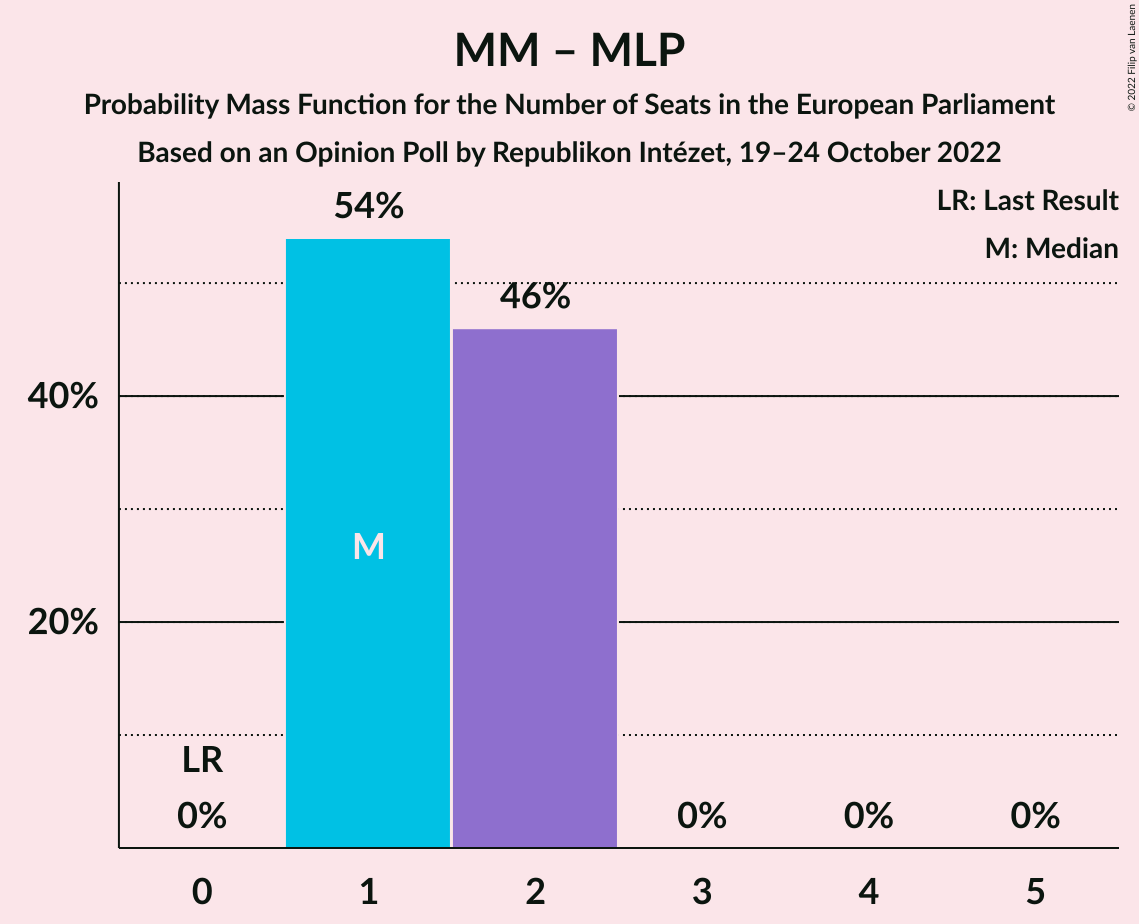 MM – MLP
Probability Mass Function for the Number of Seats in the European Parliament
Based on an Opinion Poll by Republikon Intézet, 19–24 October 2022
© 2022 Filip van Laenen
LR: Last Result
M: Median
54%
46%
40%
M
20%
LR
0%
0%
0%
0%
0
1
2
3
4
5